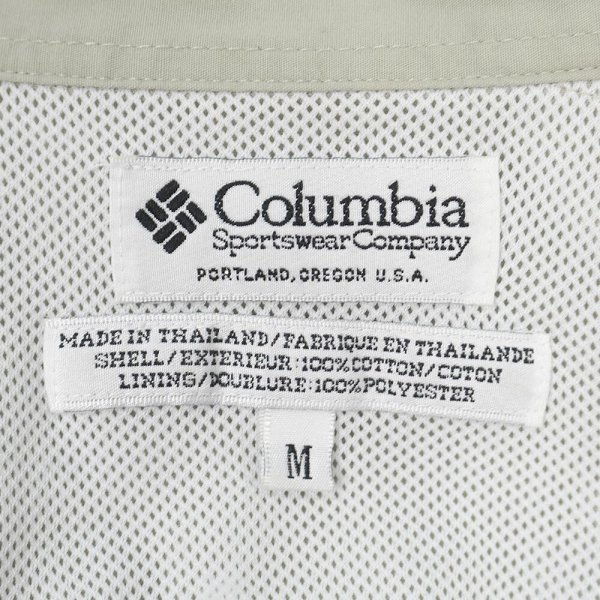 Columbia
Sportswear Company
PORTLAND, OREGON U.S.A.
MADE IN THAILAND/FABRIQUE EN THAILANDE
SHELL/EXTERIEUR:100%COTTON/COTON
LINING/DOUBLURE:100%POLYESTER
M